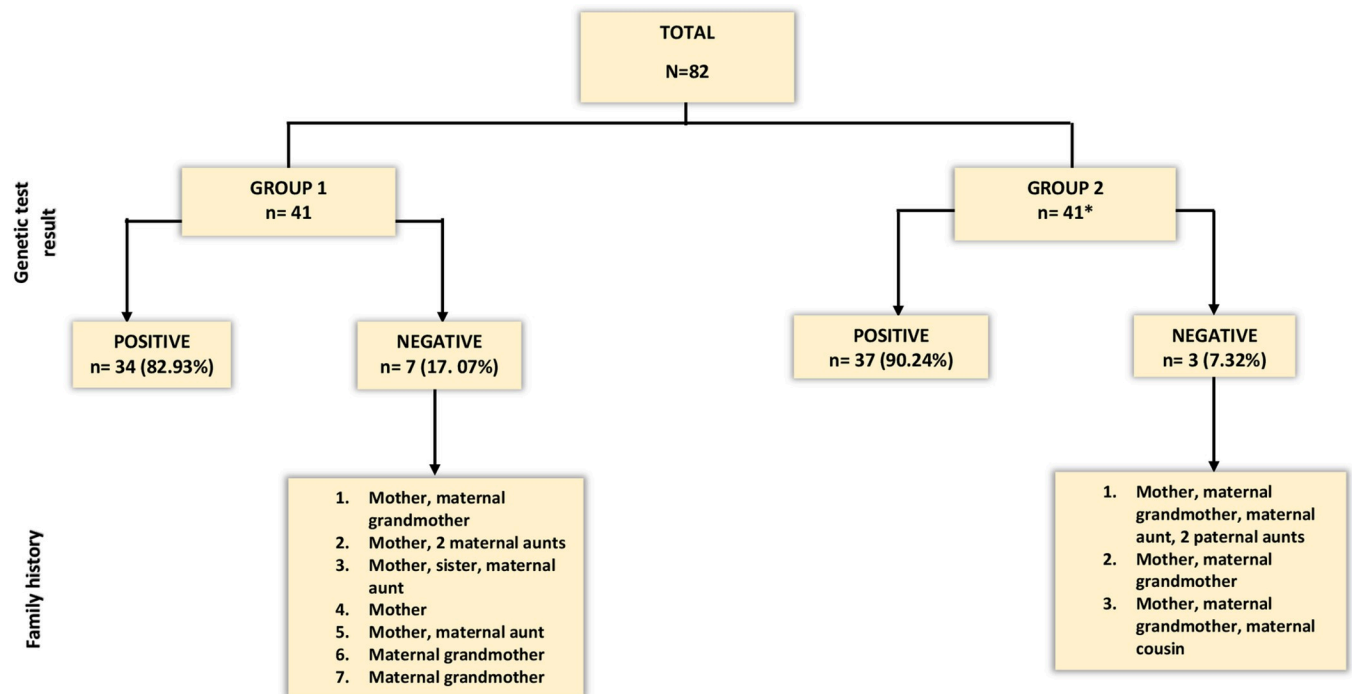 TOTAL
N=82
Genetic test
result
GROUP 1
n= 41
GROUP 2
n= 41*
POSITIVE
n= 34 (82.93%)
NEGATIVE
n= 7 (17. 07%)
POSITIVE
n= 37 (90.24%)
NEGATIVE
n= 3 (7.32%)
Family history
1. Mother, maternal
grandmother
2. Mother, 2 maternal aunts
3. Mother, sister, maternal
aunt
4. Mother
5. Mother, maternal aunt
6. Maternal grandmother
7. Maternal grandmother
1. Mother, maternal
grandmother, maternal
aunt, 2 paternal aunts
2. Mother, maternal
grandmother
3. Mother, maternal
grandmother, maternal
cousin